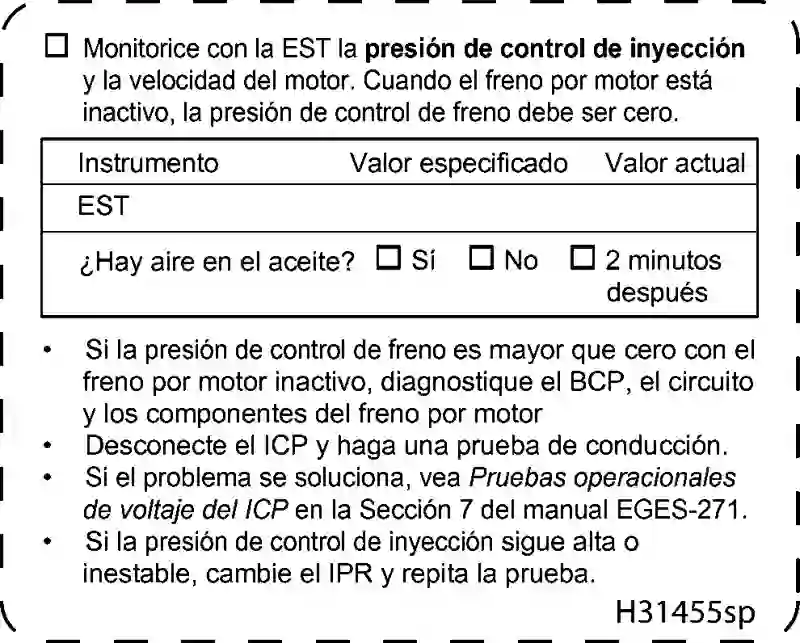 ☐ Monitorice con la EST la presión de control de inyección
y la velocidad del motor. Cuando el freno por motor está
inactivo, la presión de control de freno debe ser cero.
Instrumento Valor especificado Valor actual
EST
¿Hay aire en el aceite? ☐ Sí ☐ No ☐ 2 minutos
después
• Si la presión de control de freno es mayor que cero con el
freno por motor inactivo, diagnostique el BCP, el circuito
y los componentes del freno por motor
• Desconecte el ICP y haga una prueba de conducción.
• Si el problema se soluciona, vea Pruebas operacionales
de voltaje del ICP en la Sección 7 del manual EGES-271.
• Si la presión de control de inyección sigue alta o
inestable, cambie el IPR y repita la prueba.
H31455sp